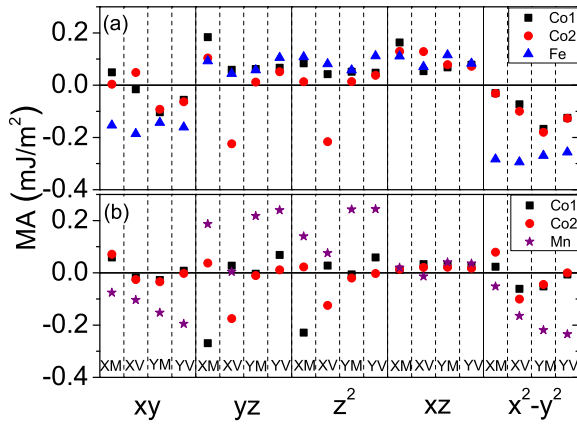 (a)
Co1
Co2
Fe
0.2
0.0
-0.2
-0.4
MA (mJ/m²)
(b)
Co1
Co2
Mn
0.2
0.0
-0.2
-0.4
XM XV YM YV XM XV YM YV XM XV YM YV XM XV YM YV XM XV YM YV
xy yz z² xz x²-y²